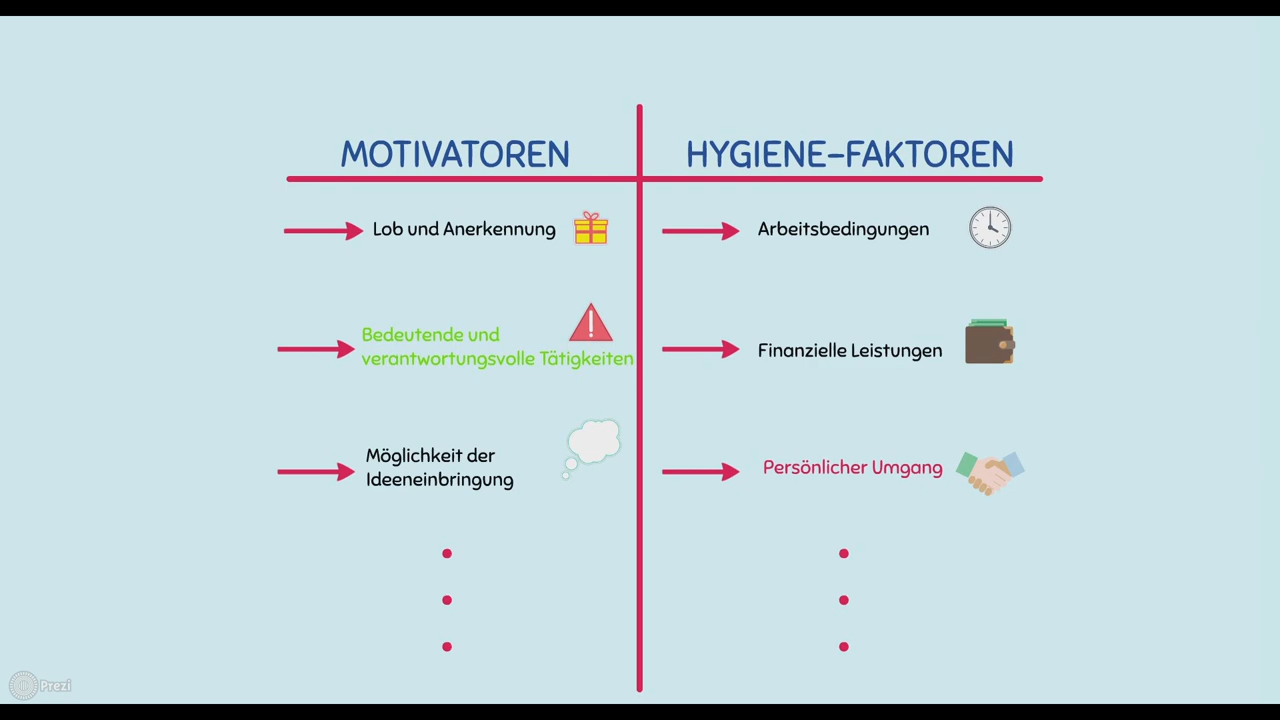 MOTIVATOREN
HYGIENE-FAKTOREN
Lob und Anerkennung
Arbeitsbedingungen
Bedeutende und
verantwortungsvolle Tätigkeiten
Finanzielle Leistungen
Möglichkeit der
Ideeneinbringung
Persönlicher Umgang
Prezi